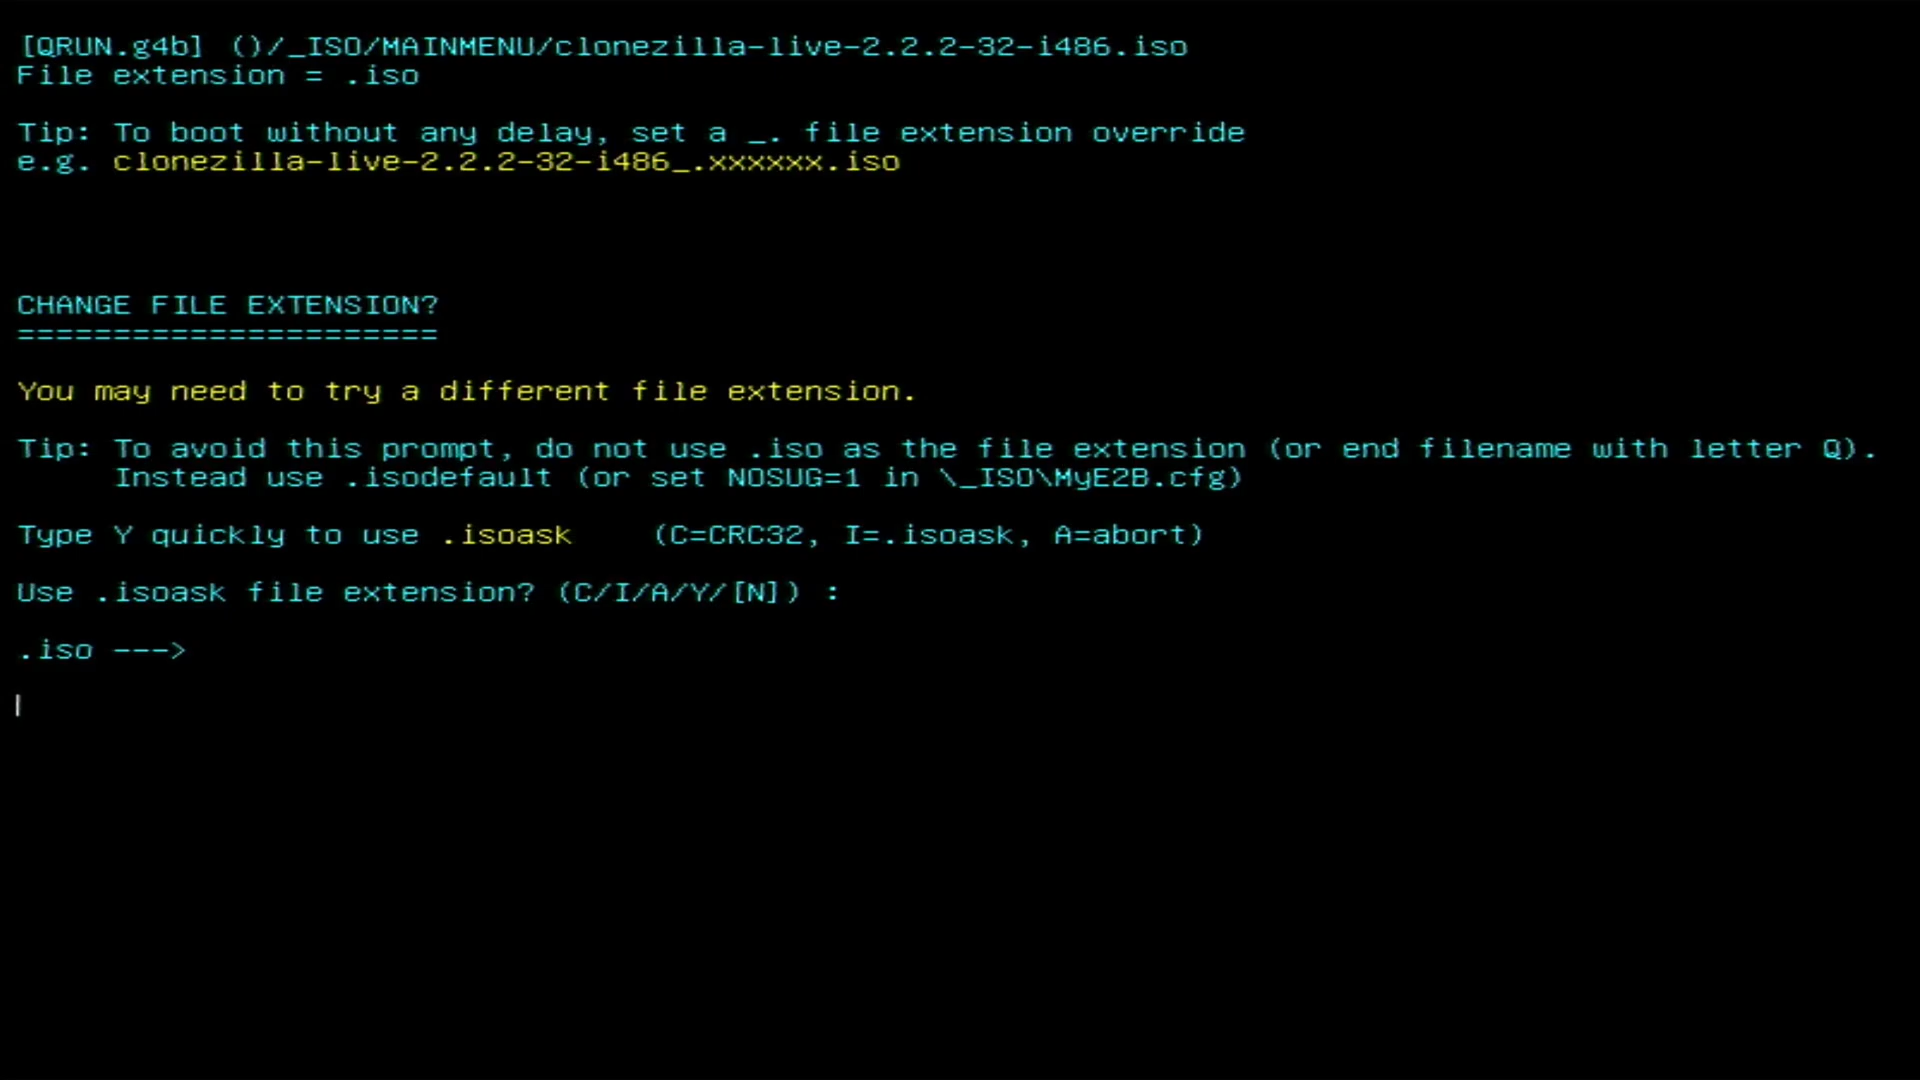 [QRUN.g4b] ()/_ISO/MAINMENU/clonezilla-live-2.2.2-32-i486.iso
File extension = .iso
Tip: To boot without any delay, set a _. file extension override
e.g. clonezilla-live-2.2.2-32-i486_.xxxxxx.iso
CHANGE FILE EXTENSION?
======================
You may need to try a different file extension.
Tip: To avoid this prompt, do not use .iso as the file extension (or end filename with letter Q).
Instead use .isodefault (or set NOSUG=1 in \_ISO\MyE2B.cfg)
Type Y quickly to use .isoask (C=CRC32, I=.isoask, A=abort)
Use .isoask file extension? (C/I/A/Y/[N]) :
.iso --->